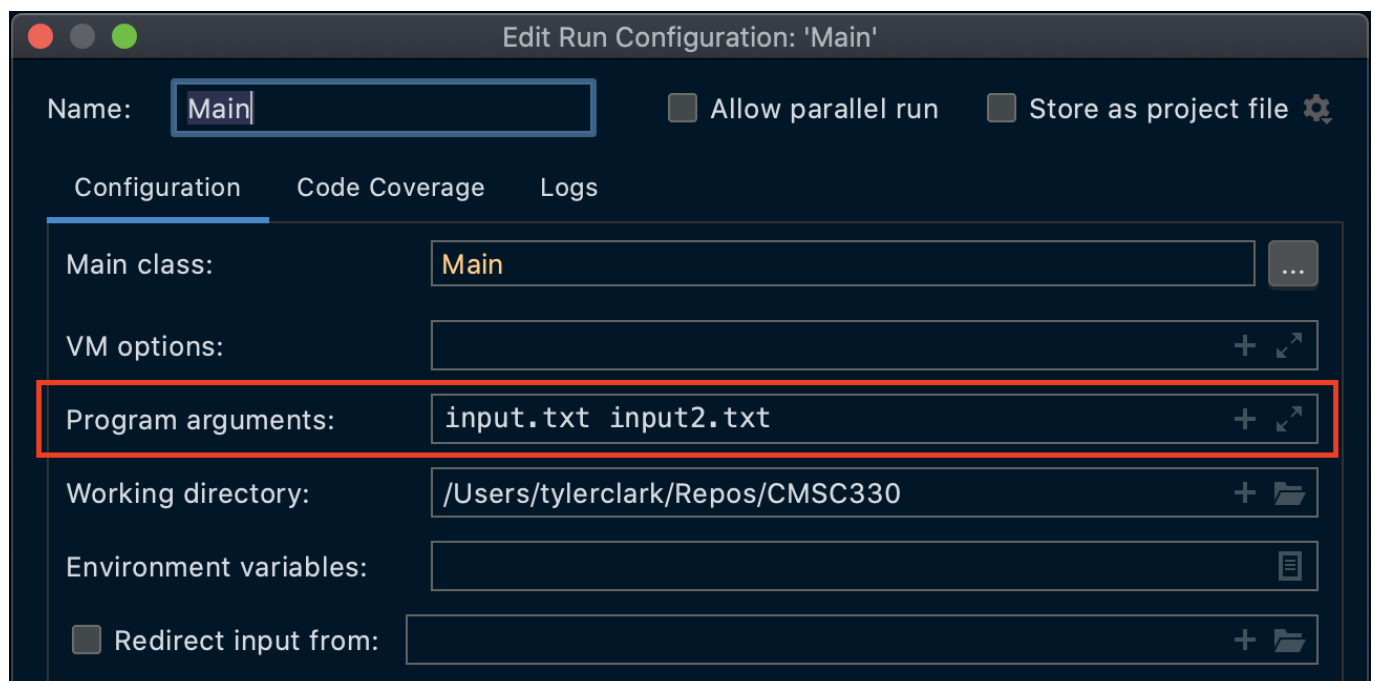 Edit Run Configuration: 'Main'
Name: Main Allow parallel run Store as project file
Configuration Code Coverage Logs
Main class: Main ...
VM options:
Program arguments: input.txt input2.txt
Working directory: /Users/tylerclark/Repos/CMSC330
Environment variables:
Redirect input from: